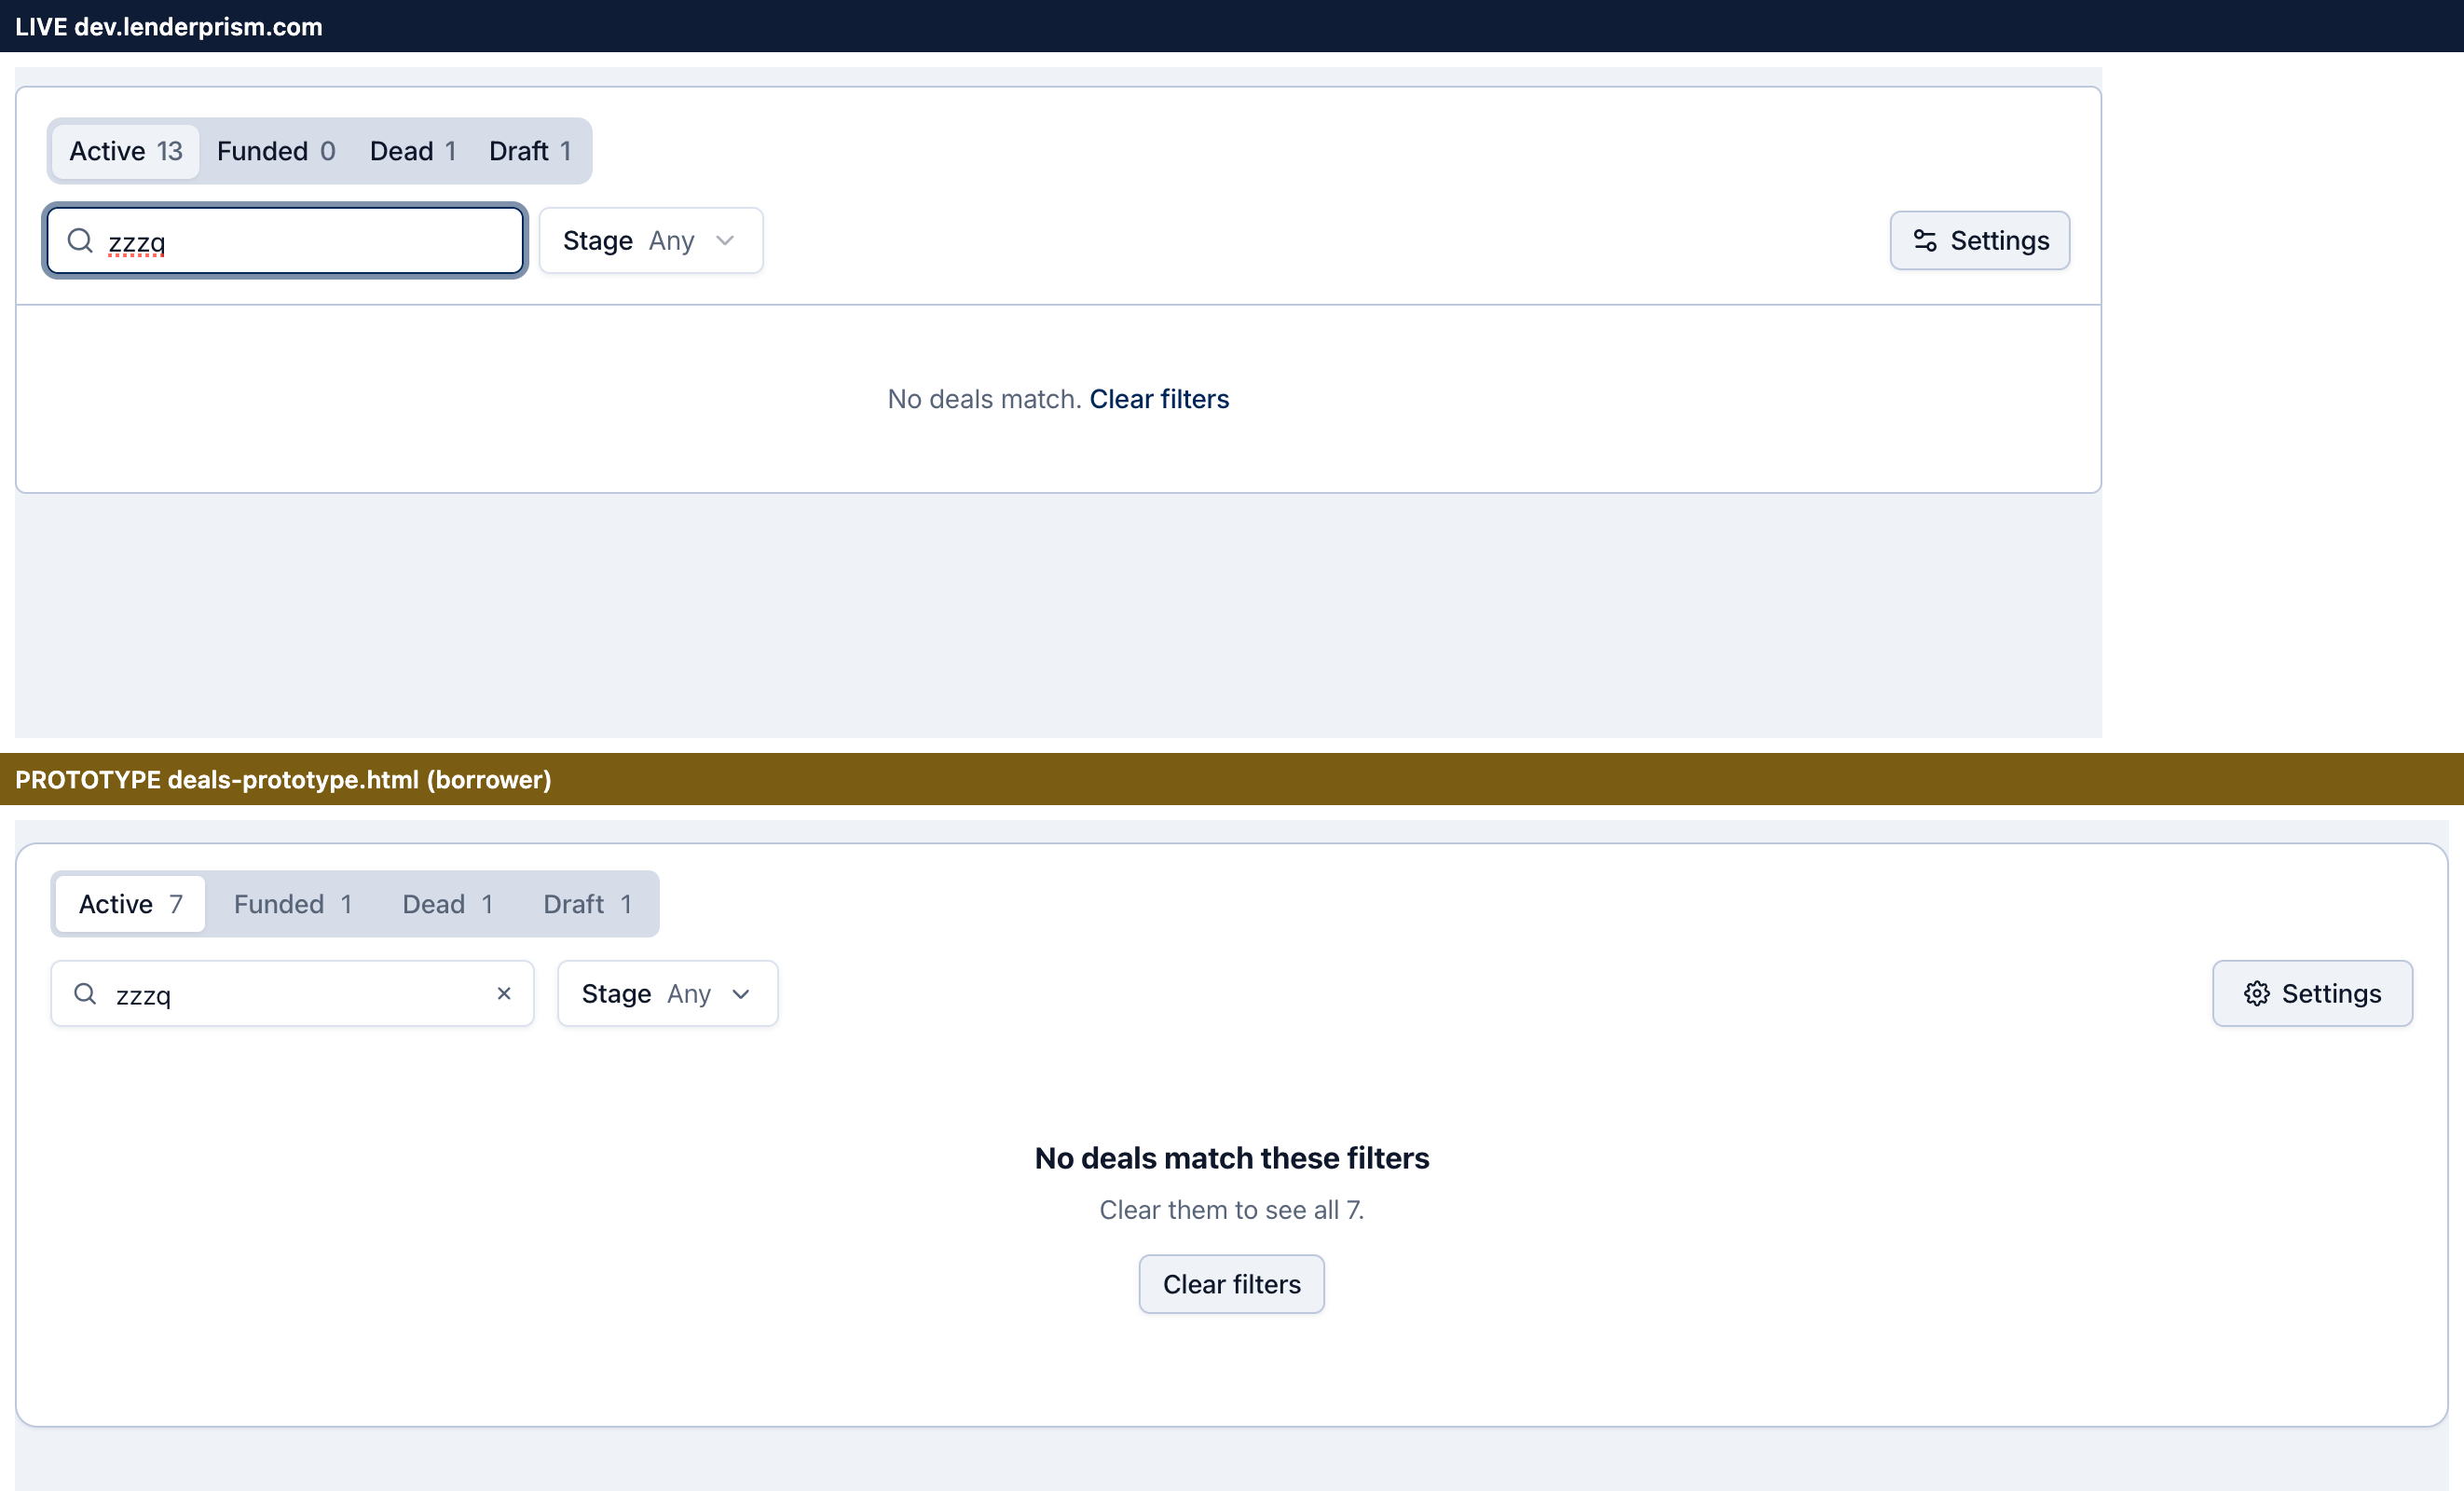 LIVE dev.lenderprism.com
Active 13 Funded 0 Dead 1 Draft 1
zzzq Stage Any Settings
No deals match. Clear filters
PROTOTYPE deals-prototype.html (borrower)
Active 7 Funded 1 Dead 1 Draft 1
zzzq Stage Any Settings
No deals match these filters
Clear them to see all 7.
Clear filters